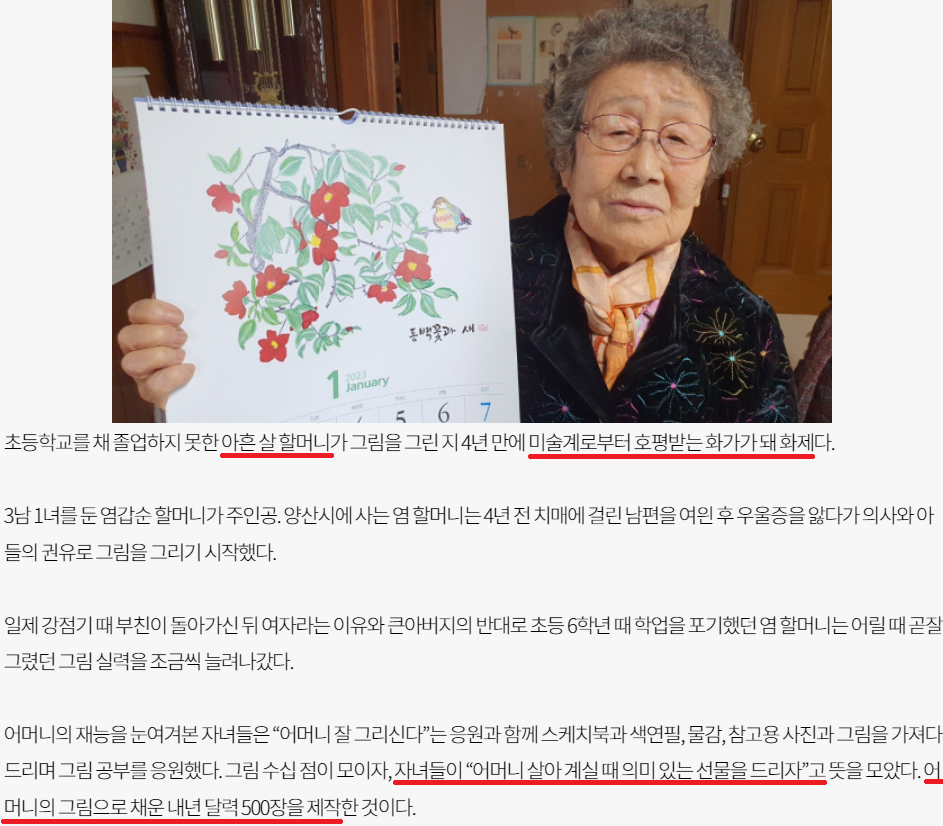 동백꽃과 새
1 2023
January
TUE WED THU FRI SAT
4 5 6 7
초등학교를 채 졸업하지 못한 아흔 살 할머니가 그림을 그린 지 4년 만에 미술계로부터 호평받는 화가가 돼 화제다.
3남 1녀를 둔 염갑순 할머니가 주인공. 양산시에 사는 염 할머니는 4년 전 치매에 걸린 남편을 여읜 후 우울증을 앓다가 의사와 아
들의 권유로 그림을 그리기 시작했다.
일제 강점기 때 부친이 돌아가신 뒤 여자라는 이유와 큰아버지의 반대로 초등 6학년 때 학업을 포기했던 염 할머니는 어릴 때 곧잘
그렸던 그림 실력을 조금씩 늘려나갔다.
어머니의 재능을 눈여겨본 자녀들은 “어머니 잘 그리신다”는 응원과 함께 스케치북과 색연필, 물감, 참고용 사진과 그림을 가져다
드리며 그림 공부를 응원했다. 그림 수십 점이 모이자, 자녀들이 “어머니 살아 계실 때 의미 있는 선물을 드리자”고 뜻을 모았다. 어
머니의 그림으로 채운 내년 달력 500장을 제작한 것이다.